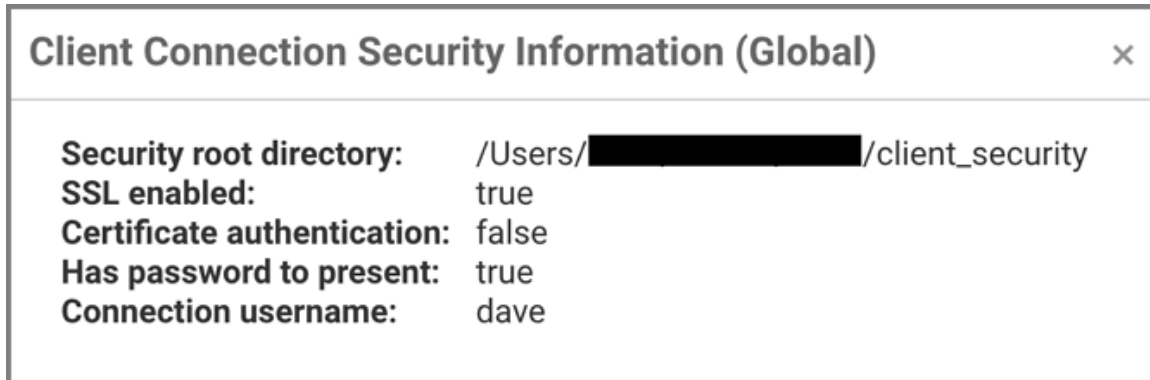 Client Connection Security Information (Global) ×
Security root directory: /Users/ /client_security
SSL enabled: true
Certificate authentication: false
Has password to present: true
Connection username: dave